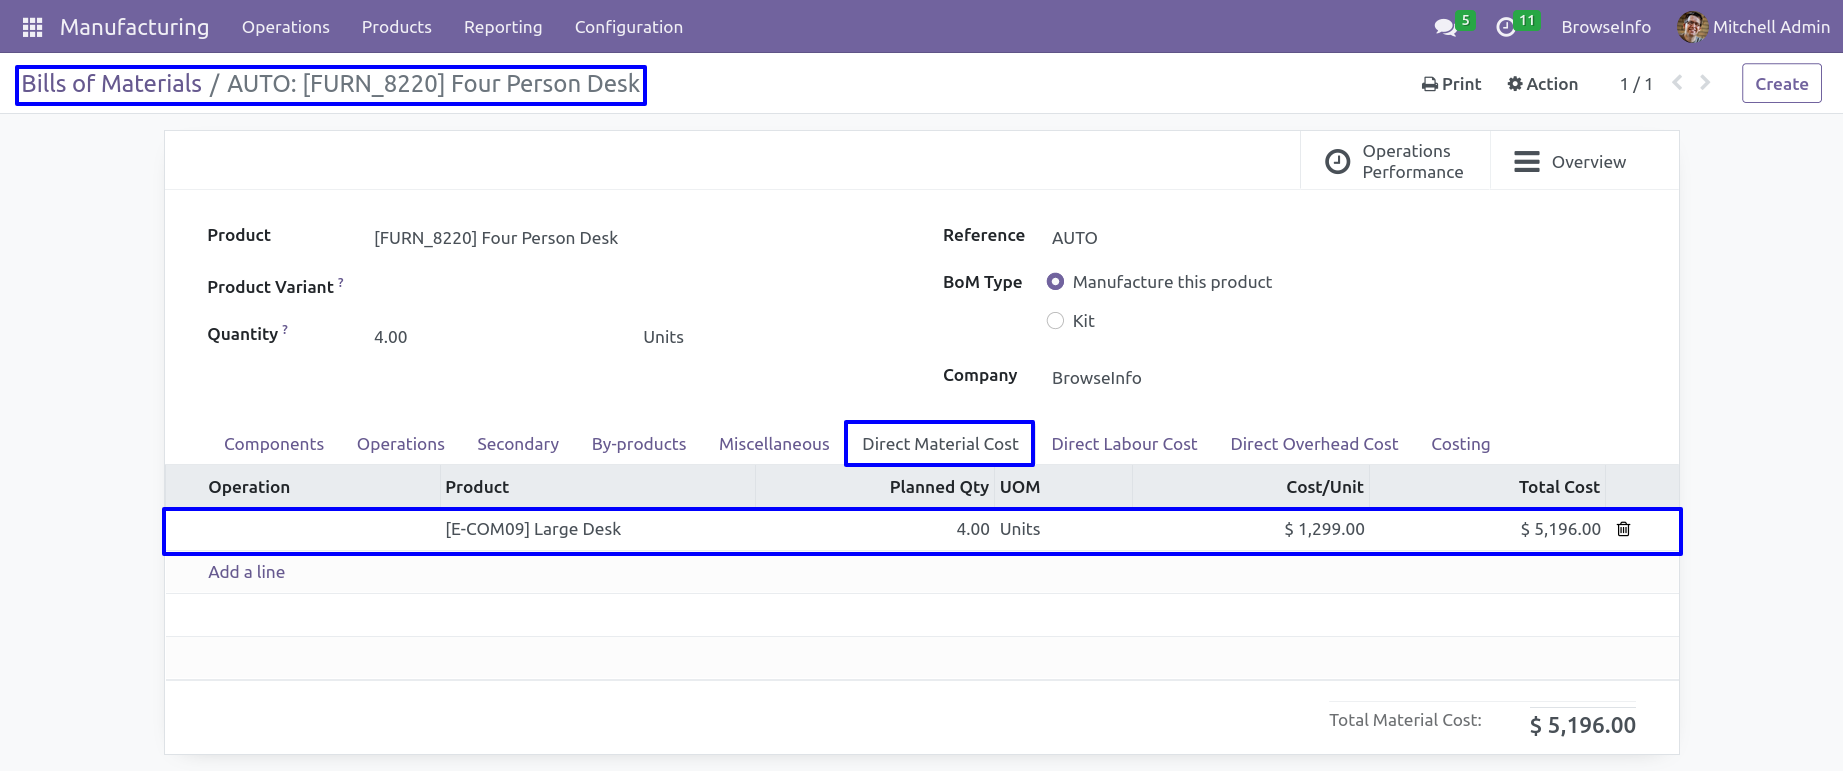 Manufacturing Operations Products Reporting Configuration 5 11 BrowseInfo Mitchell Admin
Bills of Materials / AUTO: [FURN_8220] Four Person Desk Print Action 1 / 1 Create
Operations
Performance
Overview
Product [FURN_8220] Four Person Desk Reference AUTO
Product Variant ? BoM Type Manufacture this product
Kit
Quantity ? 4.00 Units
Company BrowseInfo
Components Operations Secondary By-products Miscellaneous Direct Material Cost Direct Labour Cost Direct Overhead Cost Costing
Operation Product Planned Qty UOM Cost/Unit Total Cost
[E-COM09] Large Desk 4.00 Units $ 1,299.00 $ 5,196.00
Add a line
Total Material Cost: $ 5,196.00